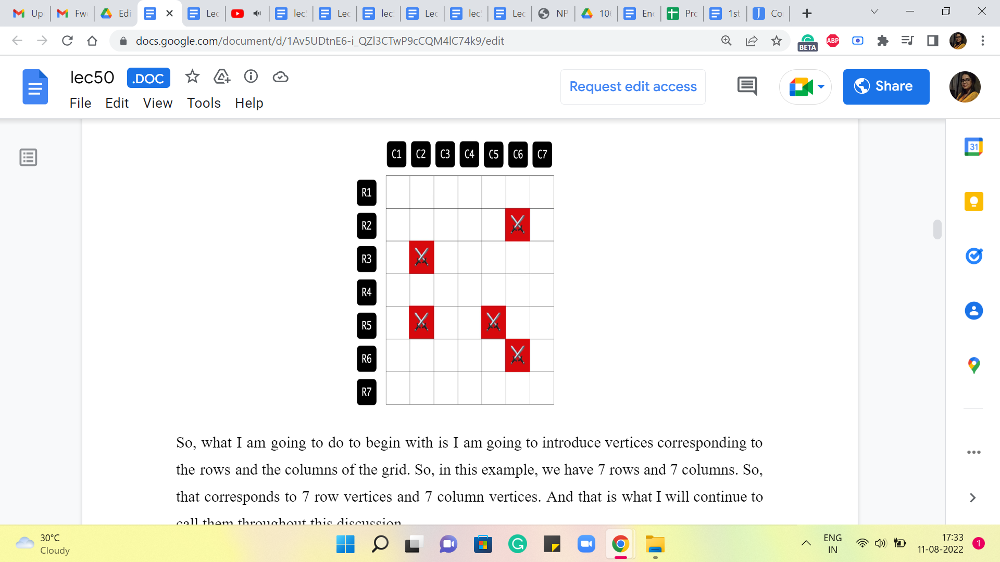 Up
Fwd
Edi
Lec
lec
Lec
lec
Lec
lec
Lec
NP
10
Enc
Pro
1st
Co
docs.google.com/document/d/1Av5UDtnE6-i_QZl3CTwP9cCQM4lC74k9/edit
BETA
ABP
lec50
.DOC
File Edit View Tools Help
Request edit access
Share
31
C1 C2 C3 C4 C5 C6 C7
R1
R2
R3
R4
R5
R6
R7
So, what I am going to do to begin with is I am going to introduce vertices corresponding to
the rows and the columns of the grid. So, in this example, we have 7 rows and 7 columns. So,
that corresponds to 7 row vertices and 7 column vertices. And that is what I will continue to
call them throughout this discussion.
30°C
Cloudy
ENG
IN
17:33
11-08-2022
1